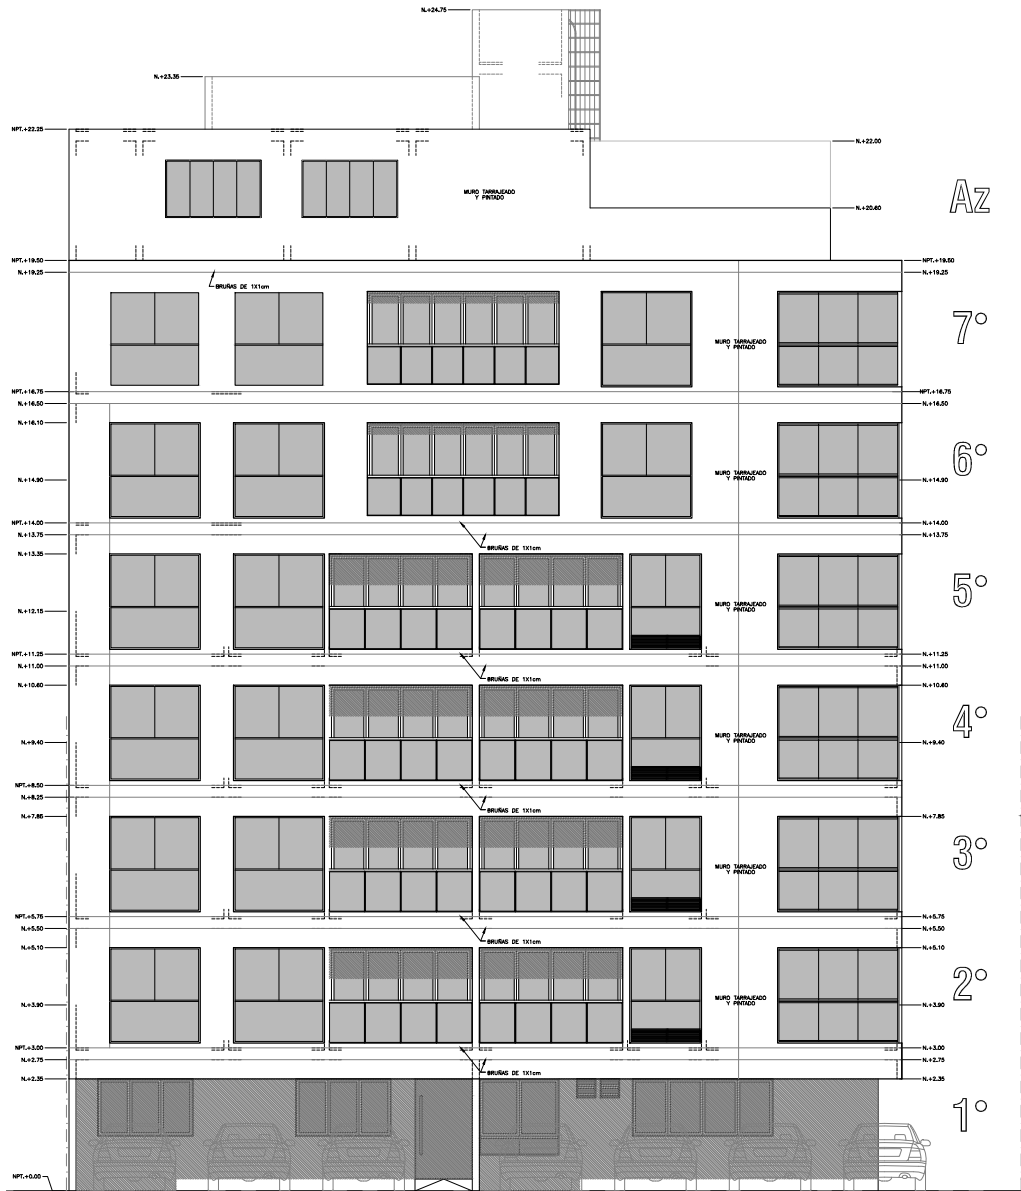 N.+24.75
N.+23.35
NPT.+22.25
N.+22.00
MURO TARRAJEADO
Y PINTADO
Az
N.+20.60
NPT.+19.50
NPT.+19.50
N.+19.25
N.+19.25
BRUÑAS DE 1X1cm
7°
MURO TARRAJEADO
Y PINTADO
NPT.+16.75
NPT.+16.75
N.+16.50
N.+16.50
N.+16.10
6°
MURO TARRAJEADO
Y PINTADO
N.+14.90
N.+14.90
NPT.+14.00
N.+14.00
N.+13.75
N.+13.75
BRUÑAS DE 1X1cm
N.+13.35
5°
MURO TARRAJEADO
Y PINTADO
N.+12.15
NPT.+11.25
N.+11.25
N.+11.00
N.+11.00
BRUÑAS DE 1X1cm
N.+10.60
N.+10.60
4°
MURO TARRAJEADO
Y PINTADO
N.+9.40
N.+9.40
NPT.+8.50
N.+8.25
BRUÑAS DE 1X1cm
N.+7.85
N.+7.85
3°
MURO TARRAJEADO
Y PINTADO
NPT.+5.75
N.+5.75
N.+5.50
N.+5.50
BRUÑAS DE 1X1cm
N.+5.10
N.+5.10
2°
MURO TARRAJEADO
Y PINTADO
N.+3.90
N.+3.90
NPT.+3.00
N.+3.00
N.+2.75
N.+2.75
BRUÑAS DE 1X1cm
N.+2.35
N.+2.35
1°
NPT.+0.00